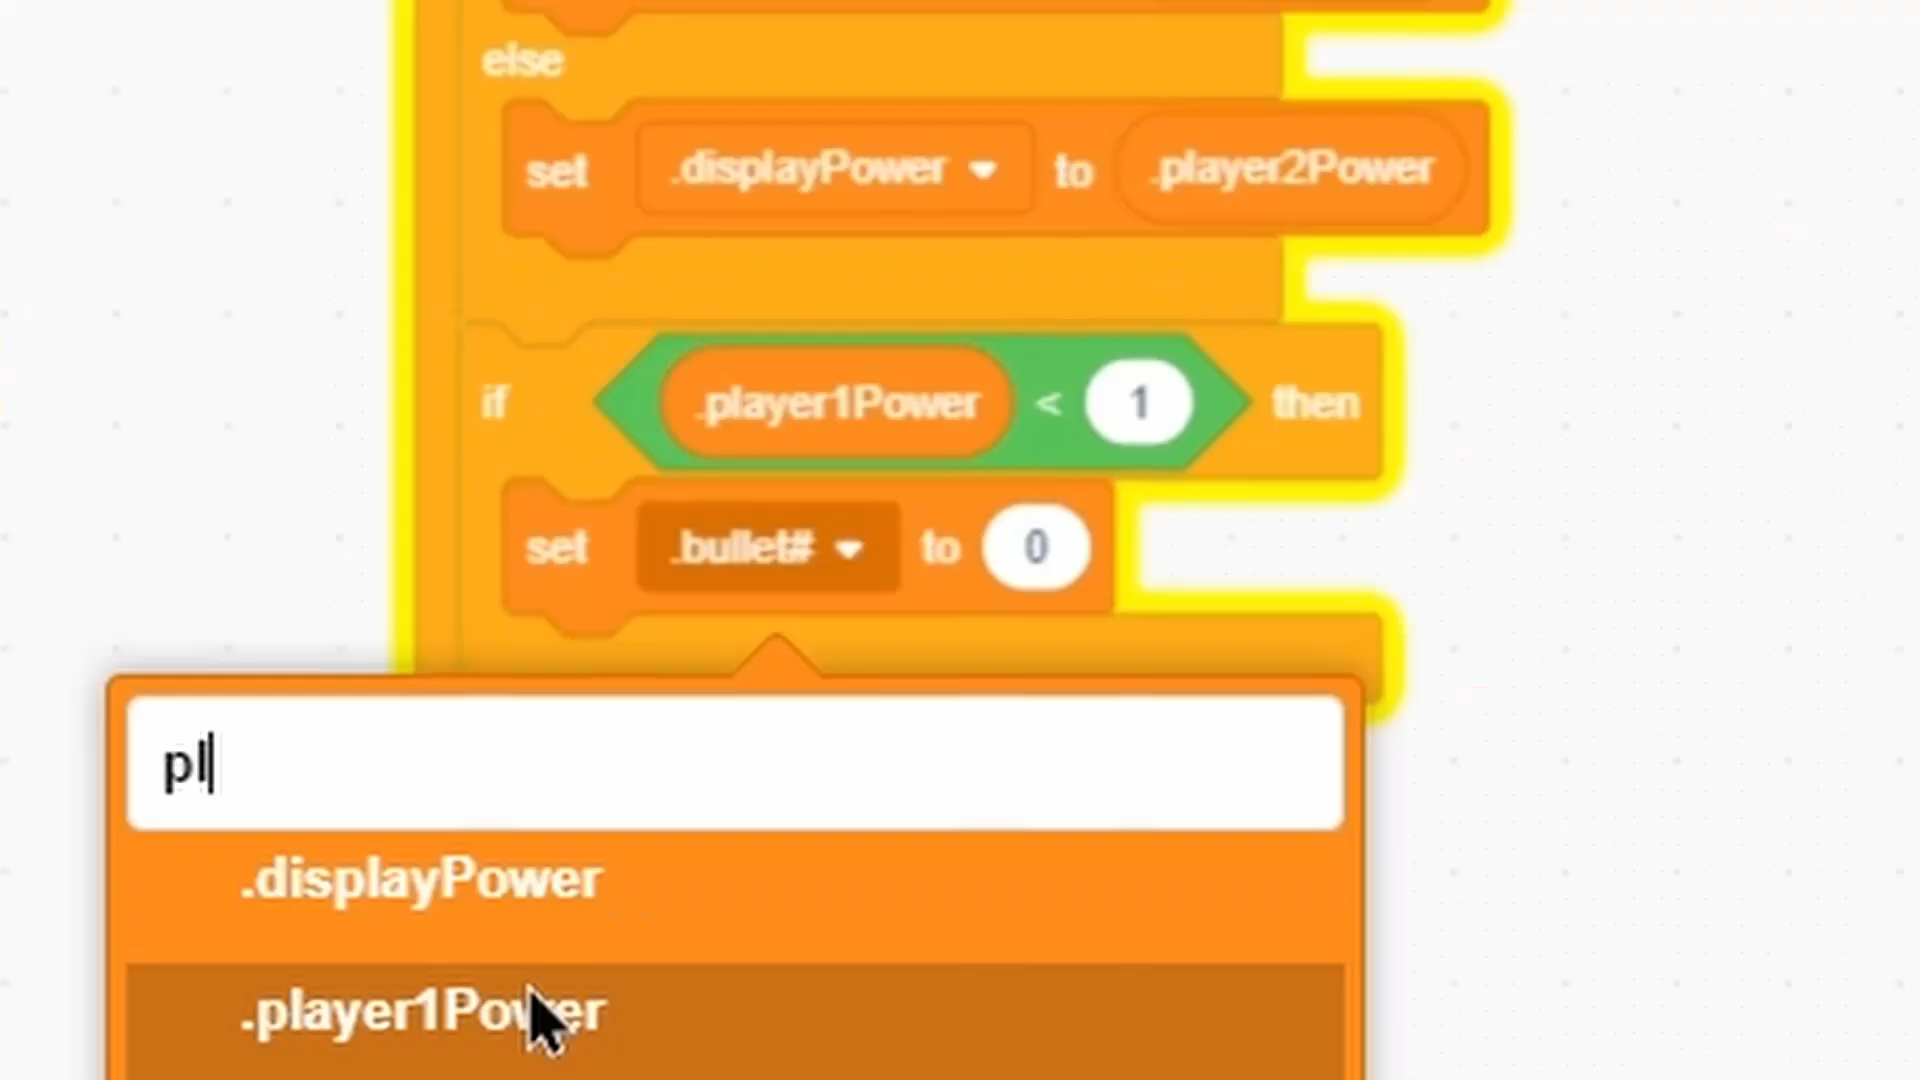 else
set .displayPower to .player2Power
if .player1Power < 1 then
set .bullet# to 0
pl
.displayPower
.player1Power